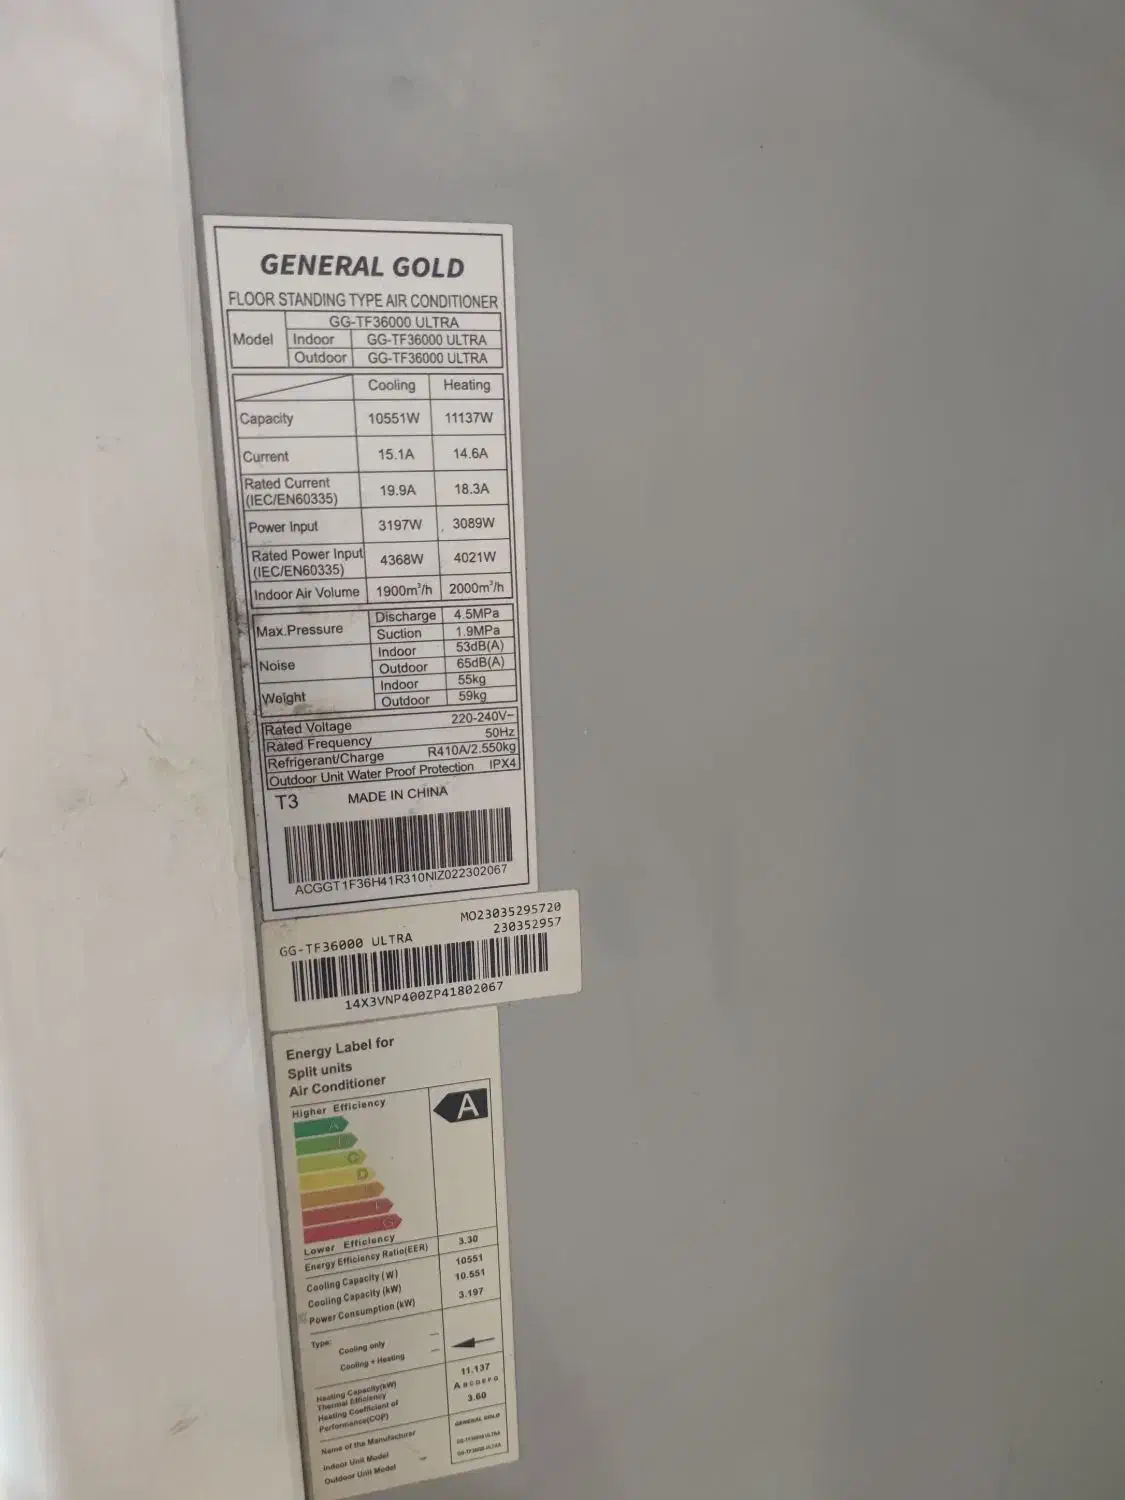 GENERAL GOLD
FLOOR STANDING TYPE AIR CONDITIONER
Model GG-TF36000 ULTRA
Indoor GG-TF36000 ULTRA
Outdoor GG-TF36000 ULTRA
Cooling Heating
Capacity 10551W 11137W
Current 15.1A 14.6A
Rated Current (IEC/EN60335) 19.9A 18.3A
Power Input 3197W 3089W
Rated Power Input (IEC/EN60335) 4368W 4021W
Indoor Air Volume 1900m³/h 2000m³/h
Max.Pressure Discharge 4.5MPa
Suction 1.9MPa
Noise Indoor 53dB(A)
Outdoor 65dB(A)
Weight Indoor 55kg
Outdoor 59kg
Rated Voltage 220-240V~
Rated Frequency 50Hz
Refrigerant/Charge R410A/2.550kg
Outdoor Unit Water Proof Protection IPX4
T3 MADE IN CHINA
ACGGT1F36H41R310NIZ022302067
MO23035295720
GG-TF36000 ULTRA 230352957
14X3VNP400ZP41802067
Energy Label for
Split units
Air Conditioner
Higher Efficiency
A
A
C
D
G
Lower Efficiency
Energy Efficiency Ratio(EER) 3.30
Cooling Capacity (W) 10551
Cooling Capacity (kW) 10.551
Power Consumption (kW) 3.197
Type:
Cooling only —
Cooling + Heating —
Heating Capacity(kW) 11.137
Thermal Efficiency A B C D E F G
Heating Coefficient of
Performance(COP) 3.60
Name of the Manufacturer GENERAL GOLD
Indoor Unit Model
Outdoor Unit Model